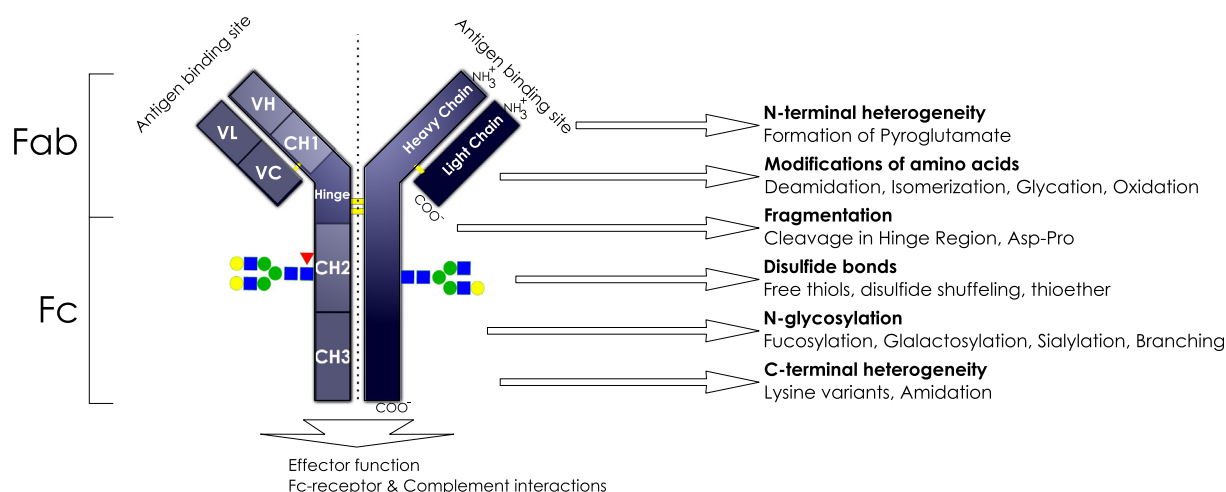 Antigen binding site
Antigen binding site
Fab
Fc
VH
CH1
VL
VC
Hinge
CH2
CH3
Heavy Chain
Light Chain
NH3+
NH3+
COO-
COO-
N-terminal heterogeneity
Formation of Pyroglutamate
Modifications of amino acids
Deamidation, Isomerization, Glycation, Oxidation
Fragmentation
Cleavage in Hinge Region, Asp-Pro
Disulfide bonds
Free thiols, disulfide shuffeling, thioether
N-glycosylation
Fucosylation, Glalactosylation, Sialylation, Branching
C-terminal heterogeneity
Lysine variants, Amidation
Effector function
Fc-receptor & Complement interactions